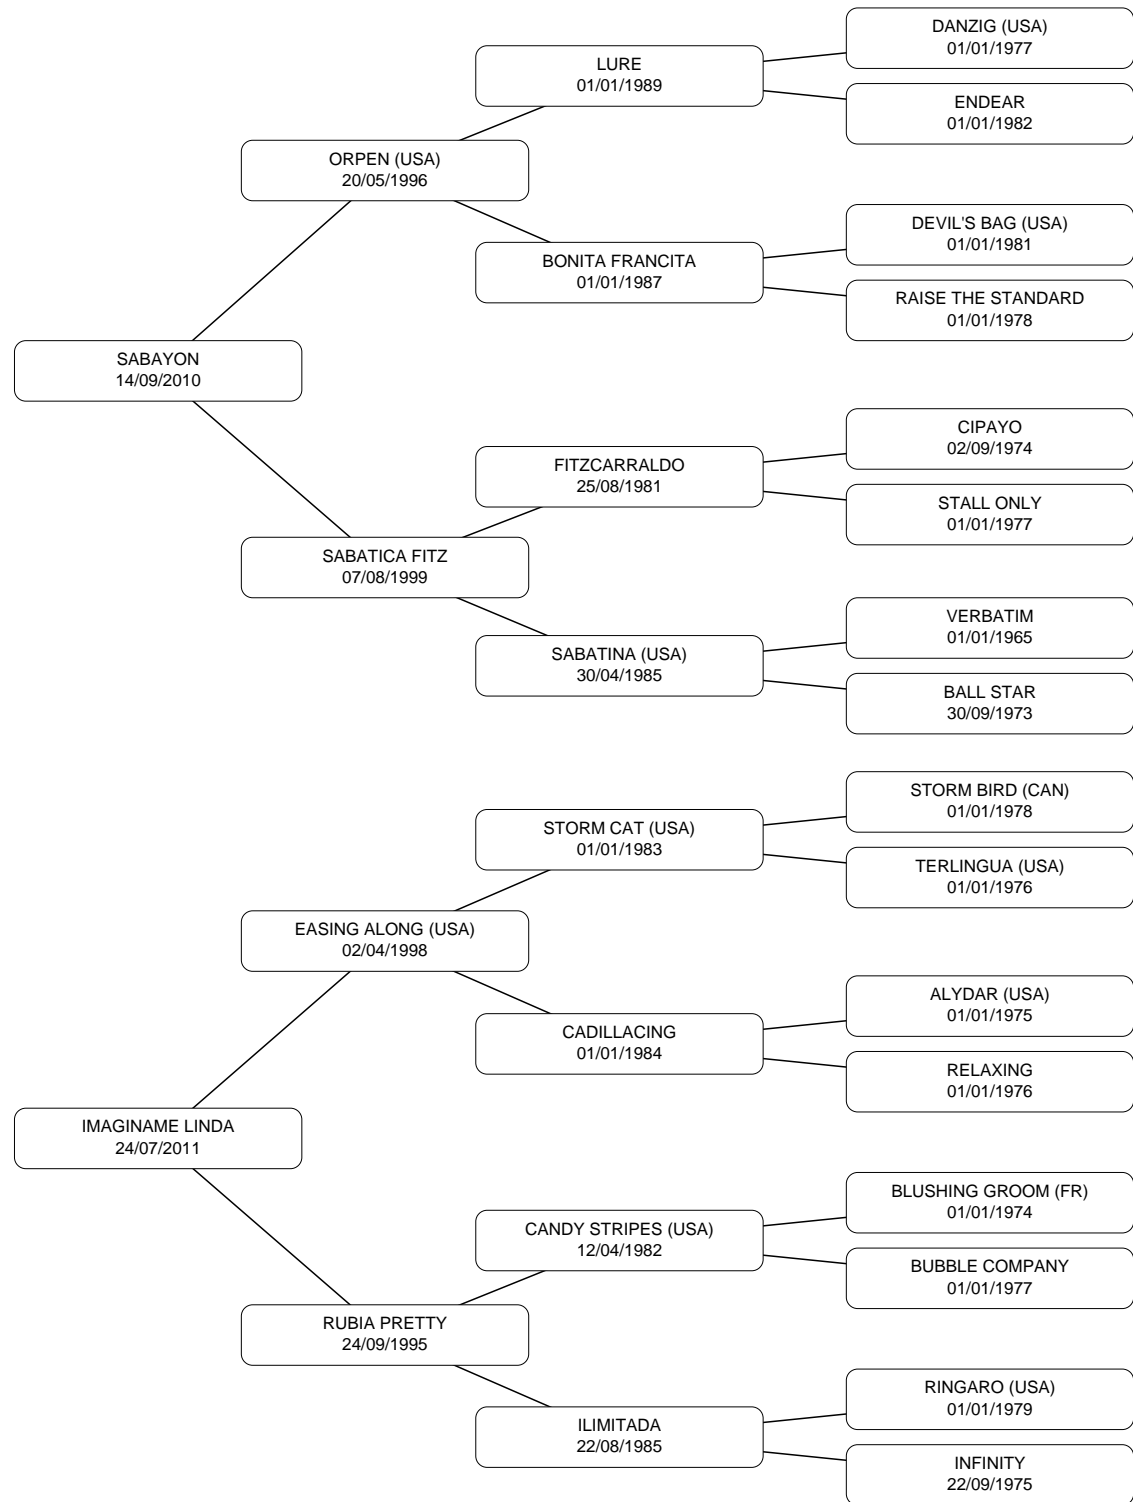 DANZIG (USA)
01/01/1977
LURE
01/01/1989
ENDEAR
01/01/1982
ORPEN (USA)
20/05/1996
DEVIL'S BAG (USA)
01/01/1981
BONITA FRANCITA
01/01/1987
RAISE THE STANDARD
01/01/1978
SABAYON
14/09/2010
CIPAYO
02/09/1974
FITZCARRALDO
25/08/1981
STALL ONLY
01/01/1977
SABATICA FITZ
07/08/1999
VERBATIM
01/01/1965
SABATINA (USA)
30/04/1985
BALL STAR
30/09/1973
STORM BIRD (CAN)
01/01/1978
STORM CAT (USA)
01/01/1983
TERLINGUA (USA)
01/01/1976
EASING ALONG (USA)
02/04/1998
ALYDAR (USA)
01/01/1975
CADILLACING
01/01/1984
RELAXING
01/01/1976
IMAGINAME LINDA
24/07/2011
BLUSHING GROOM (FR)
01/01/1974
CANDY STRIPES (USA)
12/04/1982
BUBBLE COMPANY
01/01/1977
RUBIA PRETTY
24/09/1995
RINGARO (USA)
01/01/1979
ILIMITADA
22/08/1985
INFINITY
22/09/1975